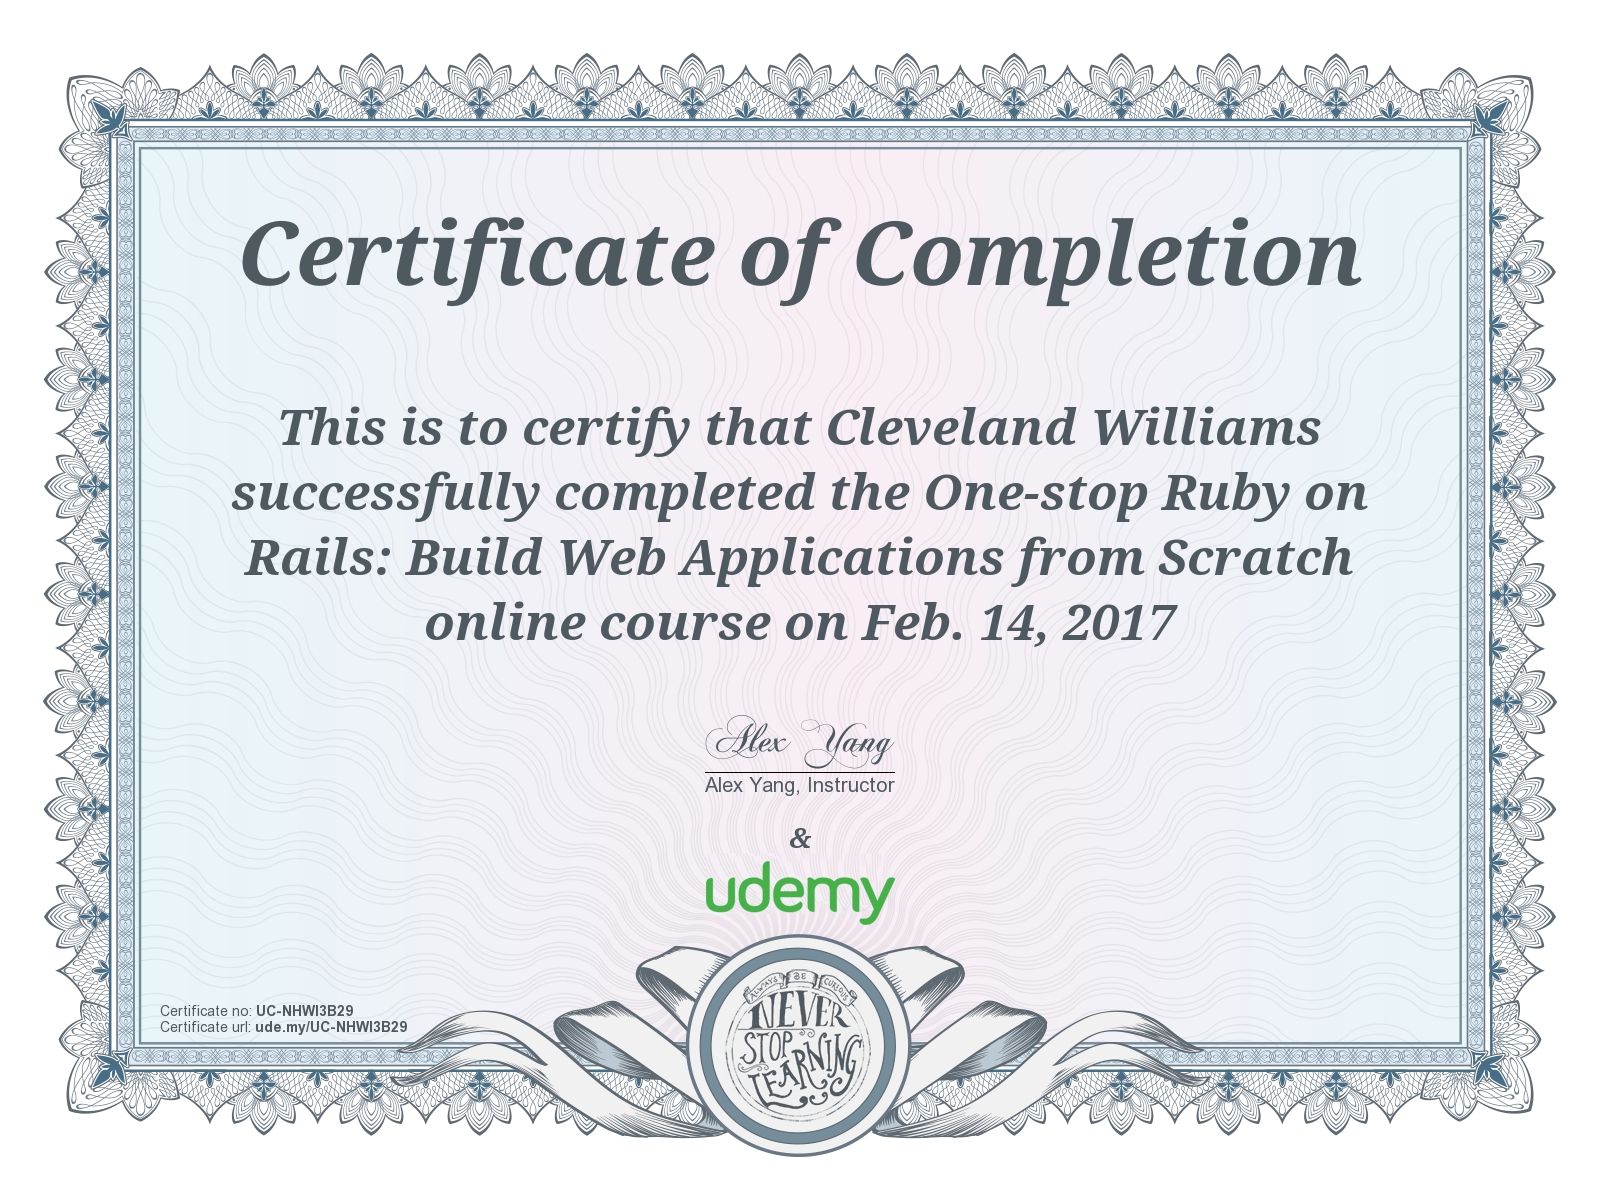 Certificate of Completion
This is to certify that Cleveland Williams
successfully completed the One-stop Ruby on
Rails: Build Web Applications from Scratch
online course on Feb. 14, 2017
Alex Yang
Alex Yang, Instructor
&
udemy
ALWAYS BE CURIOUS
NEVER
STOP
LEARNING
Certificate no: UC-NHWI3B29
Certificate url: ude.my/UC-NHWI3B29